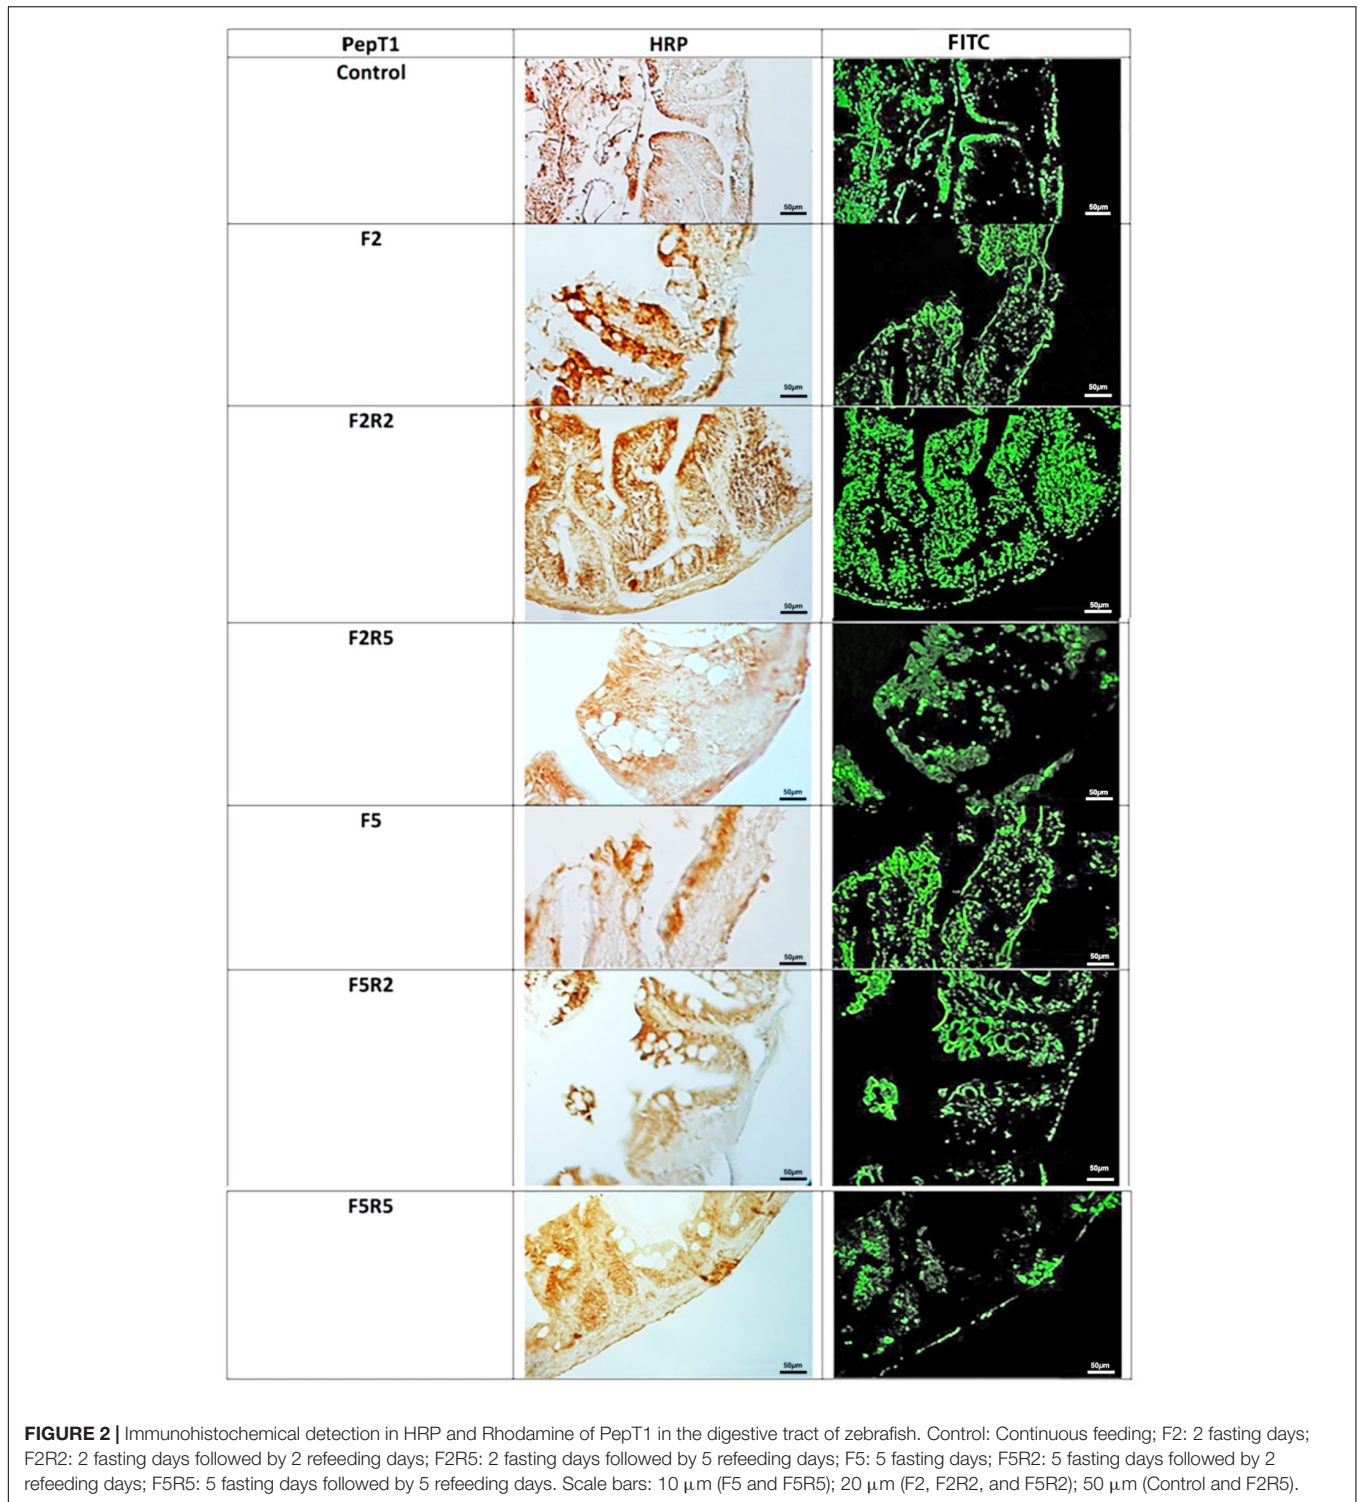 PepT1 HRP FITC
Control
50µm 50µm
F2
50µm 50µm
F2R2
50µm 50µm
F2R5
50µm 50µm
F5
50µm 50µm
F5R2
50µm 50µm
F5R5
50µm 50µm
FIGURE 2 | Immunohistochemical detection in HRP and Rhodamine of PepT1 in the digestive tract of zebrafish. Control: Continuous feeding; F2: 2 fasting days;
F2R2: 2 fasting days followed by 2 refeeding days; F2R5: 2 fasting days followed by 5 refeeding days; F5: 5 fasting days; F5R2: 5 fasting days followed by 2
refeeding days; F5R5: 5 fasting days followed by 5 refeeding days. Scale bars: 10 µm (F5 and F5R5); 20 µm (F2, F2R2, and F5R2); 50 µm (Control and F2R5).